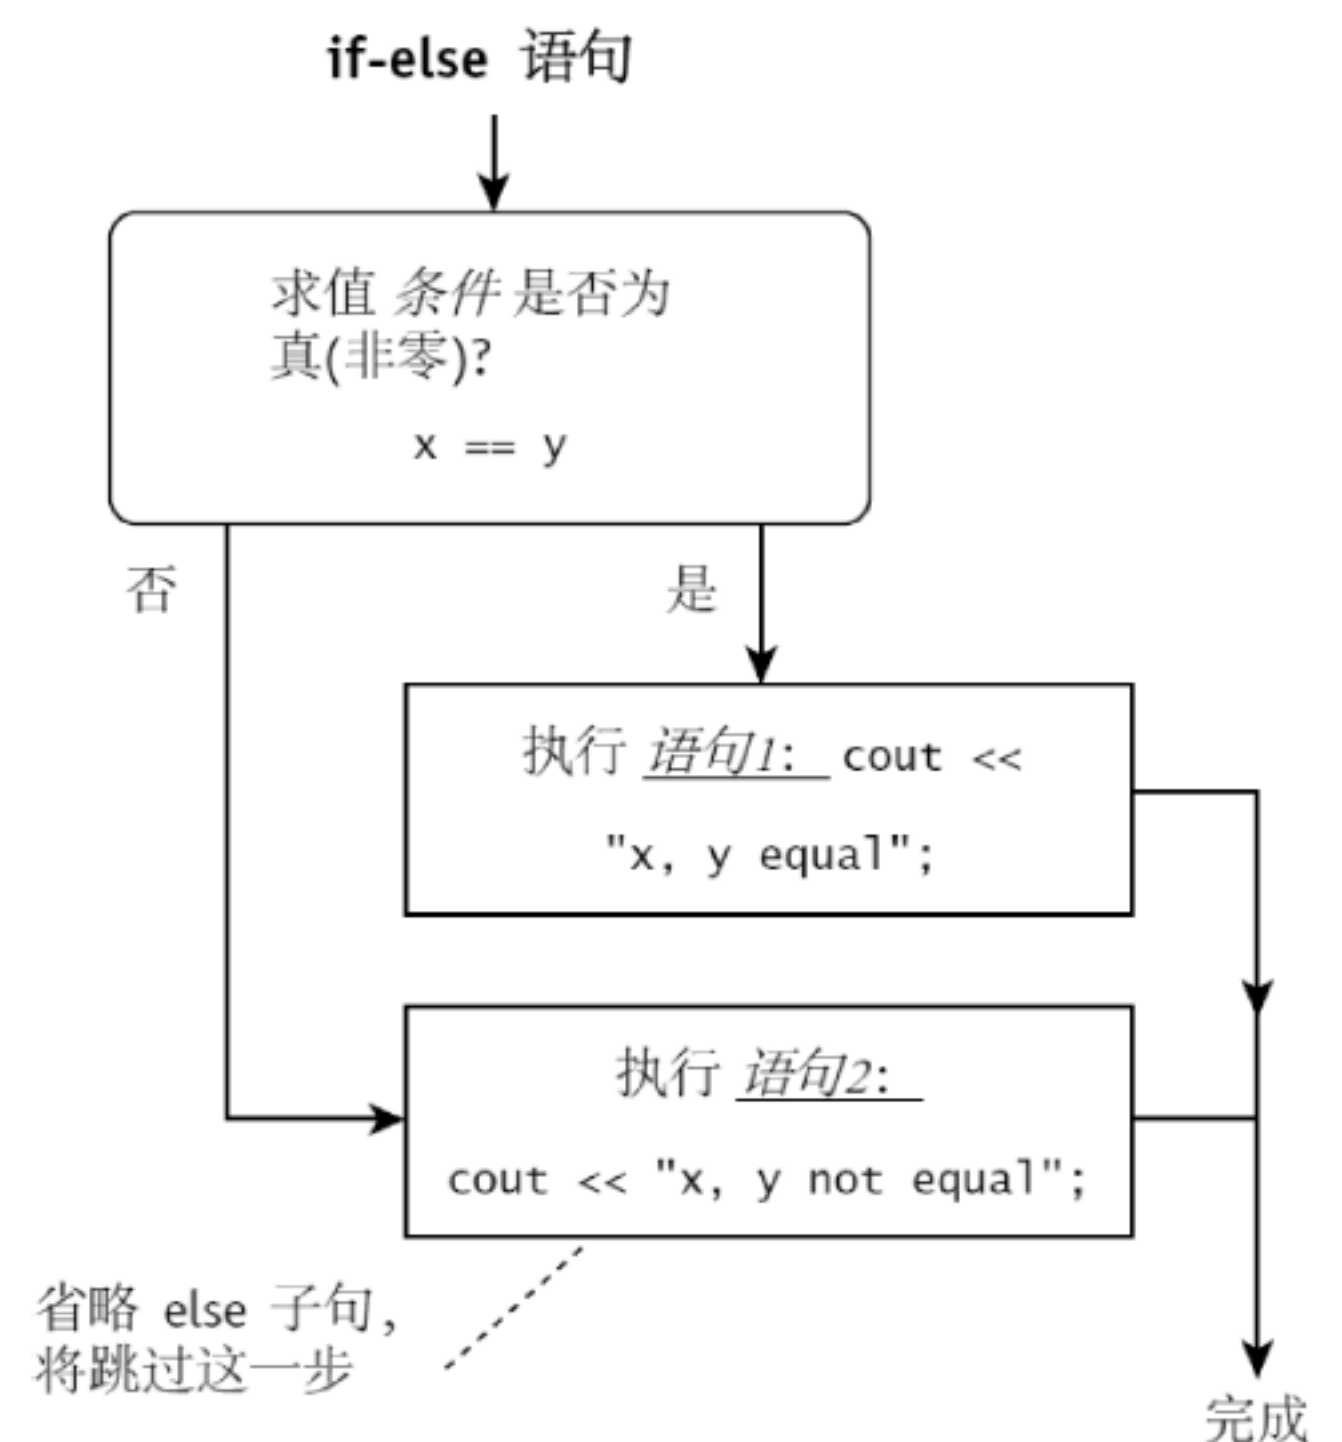 if-else 语句
求值 条件 是否为
真(非零)?
x == y
否
是
执行 语句1: cout <<
"x, y equal";
执行 语句2:
cout << "x, y not equal";
省略 else 子句，
将跳过这一步
完成